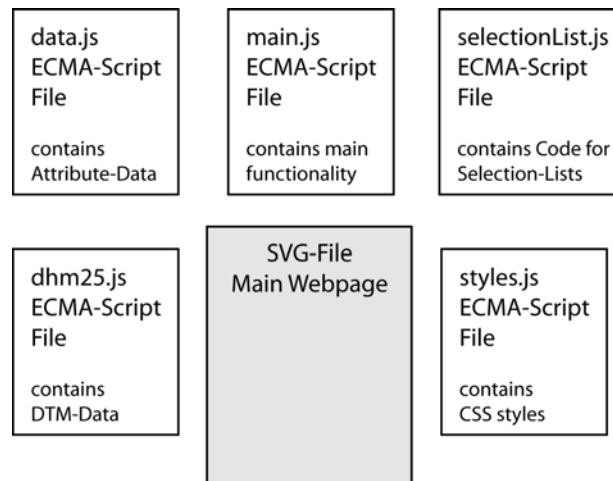 data.js
ECMA-Script
File
contains
Attribute-Data
main.js
ECMA-Script
File
contains main
functionality
selectionList.js
ECMA-Script
File
contains Code for
Selection-Lists
dhm25.js
ECMA-Script
File
contains
DTM-Data
SVG-File
Main Webpage
styles.js
ECMA-Script
File
contains
CSS styles